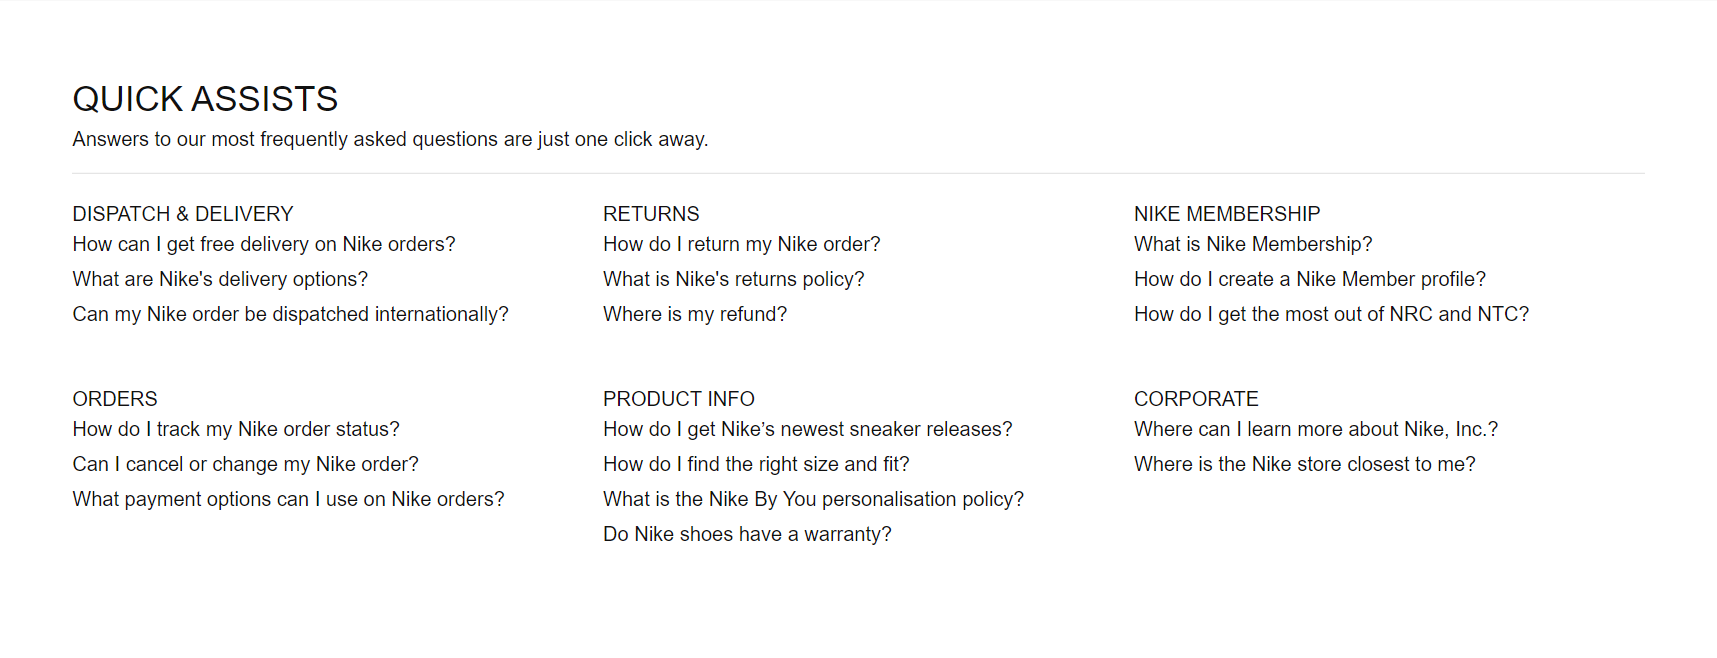 QUICK ASSISTS
Answers to our most frequently asked questions are just one click away.
DISPATCH & DELIVERY
How can I get free delivery on Nike orders?
What are Nike's delivery options?
Can my Nike order be dispatched internationally?
RETURNS
How do I return my Nike order?
What is Nike's returns policy?
Where is my refund?
NIKE MEMBERSHIP
What is Nike Membership?
How do I create a Nike Member profile?
How do I get the most out of NRC and NTC?
ORDERS
How do I track my Nike order status?
Can I cancel or change my Nike order?
What payment options can I use on Nike orders?
PRODUCT INFO
How do I get Nike’s newest sneaker releases?
How do I find the right size and fit?
What is the Nike By You personalisation policy?
Do Nike shoes have a warranty?
CORPORATE
Where can I learn more about Nike, Inc.?
Where is the Nike store closest to me?